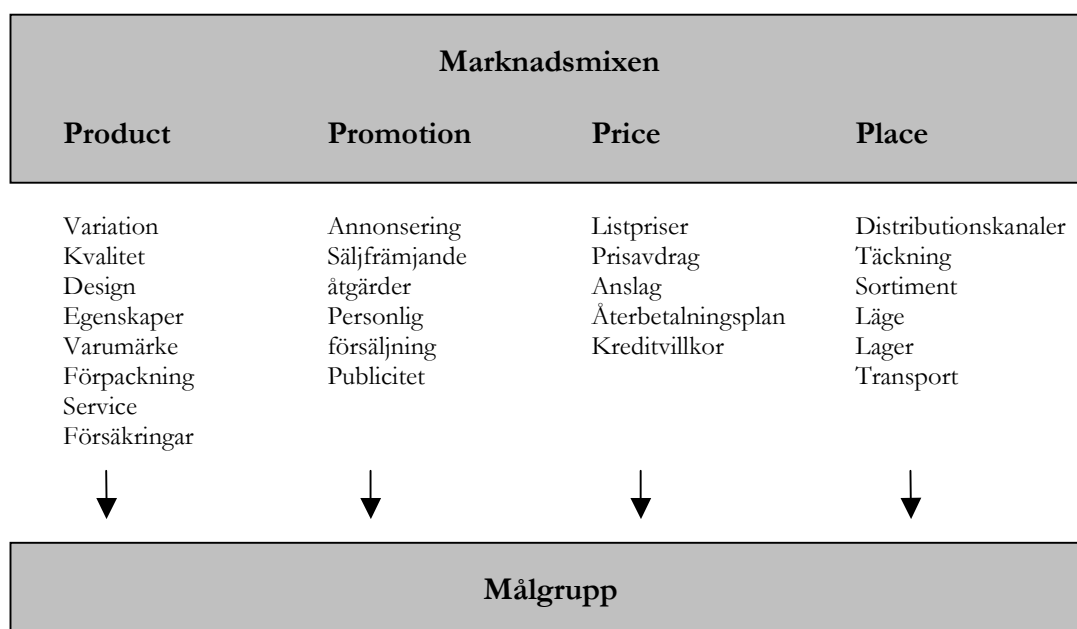 Marknadsmixen
Product Promotion Price Place
Variation
Kvalitet
Design
Egenskaper
Varumärke
Förpackning
Service
Försäkringar
Annonsering
Säljfrämjande
åtgärder
Personlig
försäljning
Publicitet
Listpriser
Prisavdrag
Anslag
Återbetalningsplan
Kreditvillkor
Distributionskanaler
Täckning
Sortiment
Läge
Lager
Transport
Målgrupp